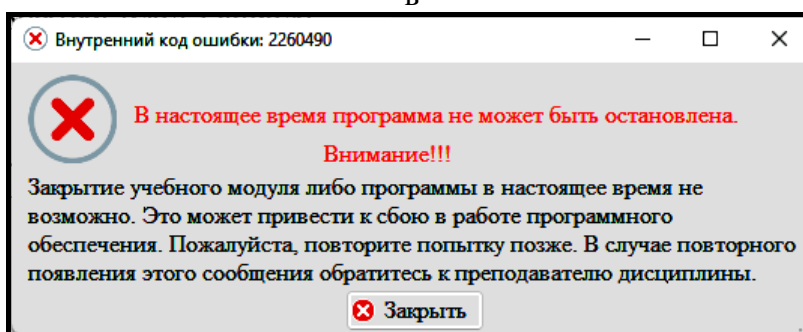 в
Внутренний код ошибки: 2260490
В настоящее время программа не может быть остановлена.
Внимание!!!
Закрытие учебного модуля либо программы в настоящее время не
возможно. Это может привести к сбою в работе программного
обеспечения. Пожалуйста, повторите попытку позже. В случае повторного
появления этого сообщения обратитесь к преподавателю дисциплины.
Закрыть